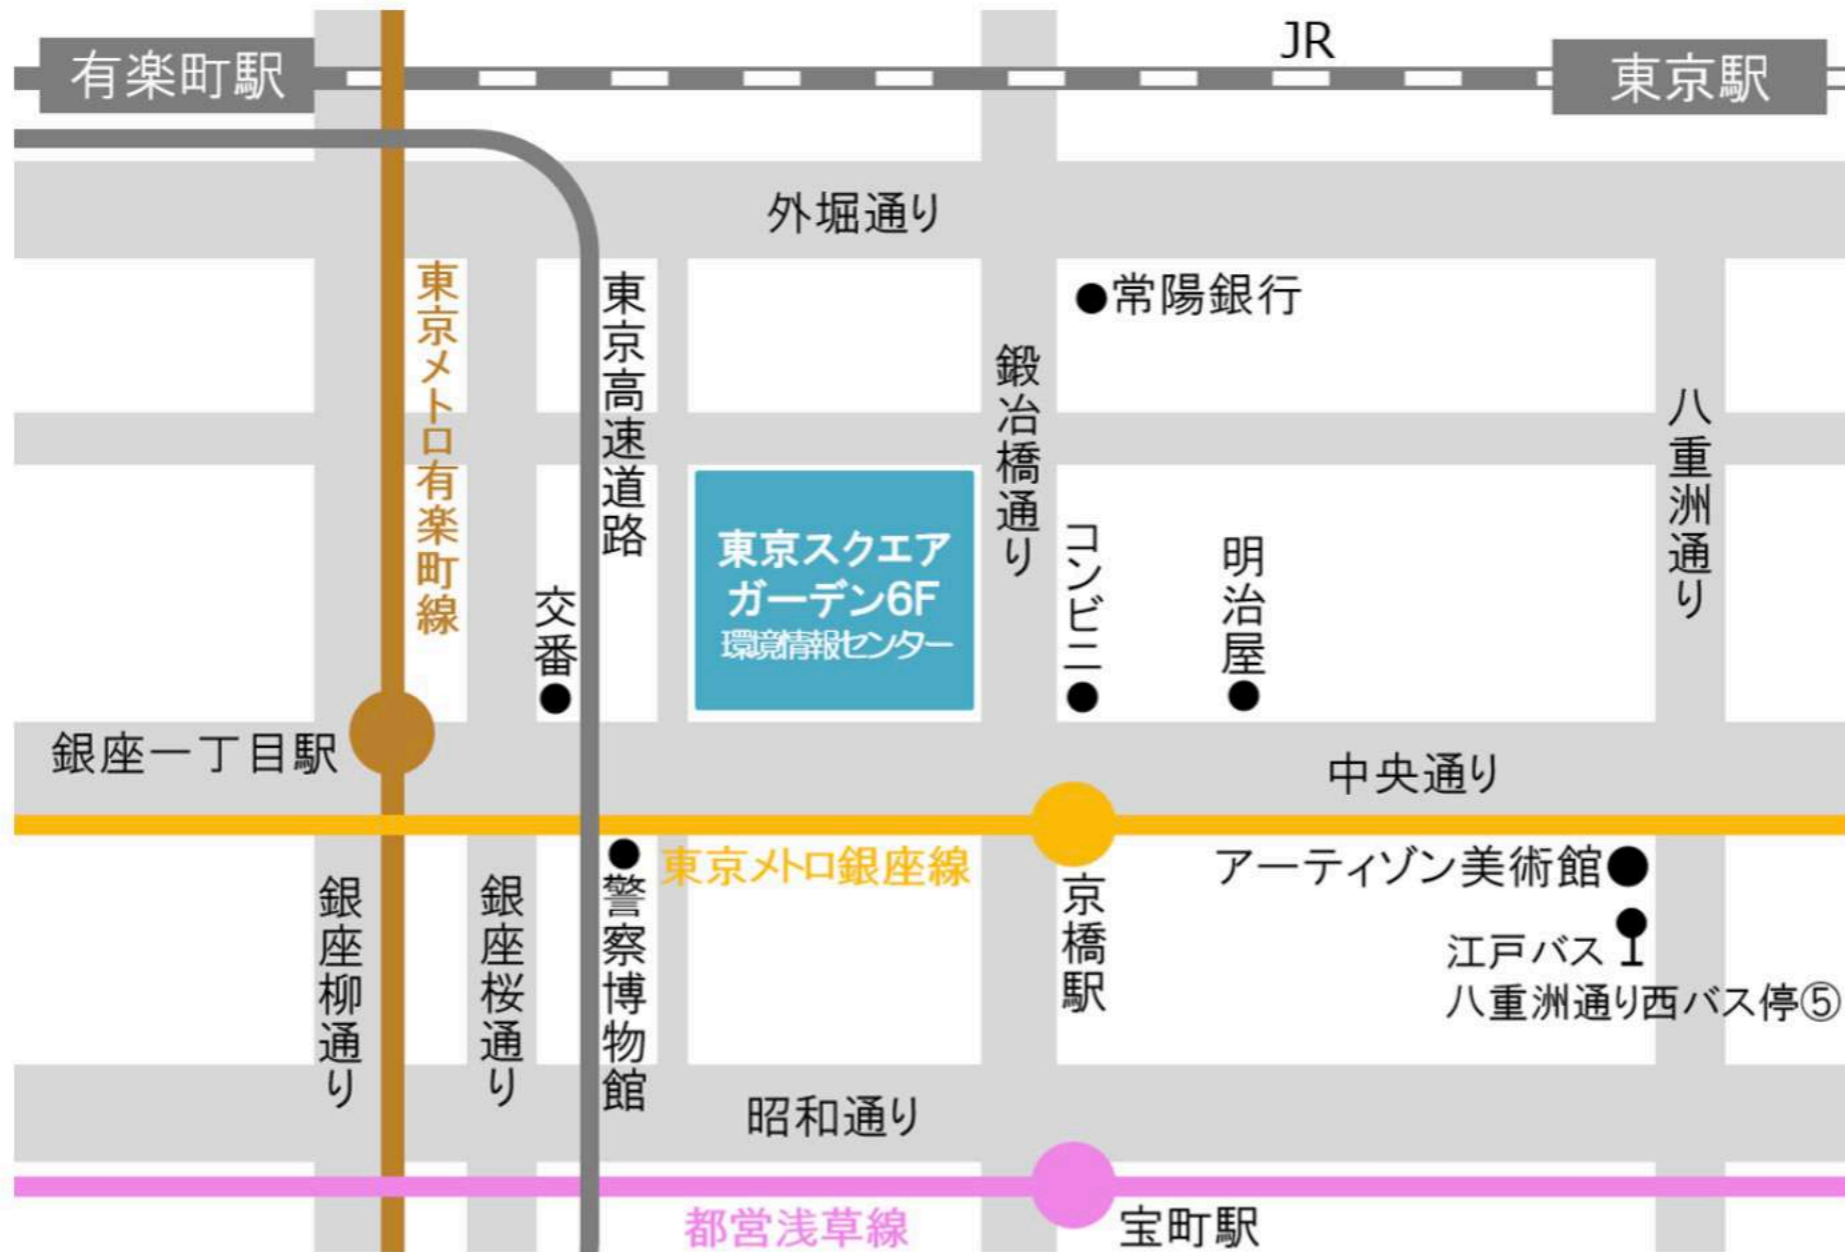 JR
有楽町駅
東京駅
外堀通り
東京メトロ有楽町線
東京高速道路
常陽銀行
鍛冶橋通り
八重洲通り
東京スクエア
ガーデン6F
環境情報センター
コンビニ
明治屋
交番
銀座一丁目駅
中央通り
東京メトロ銀座線
アーティゾン美術館
銀座柳通り
銀座桜通り
警察博物館
京橋駅
江戸バス
八重洲通り西バス停⑤
昭和通り
都営浅草線
宝町駅